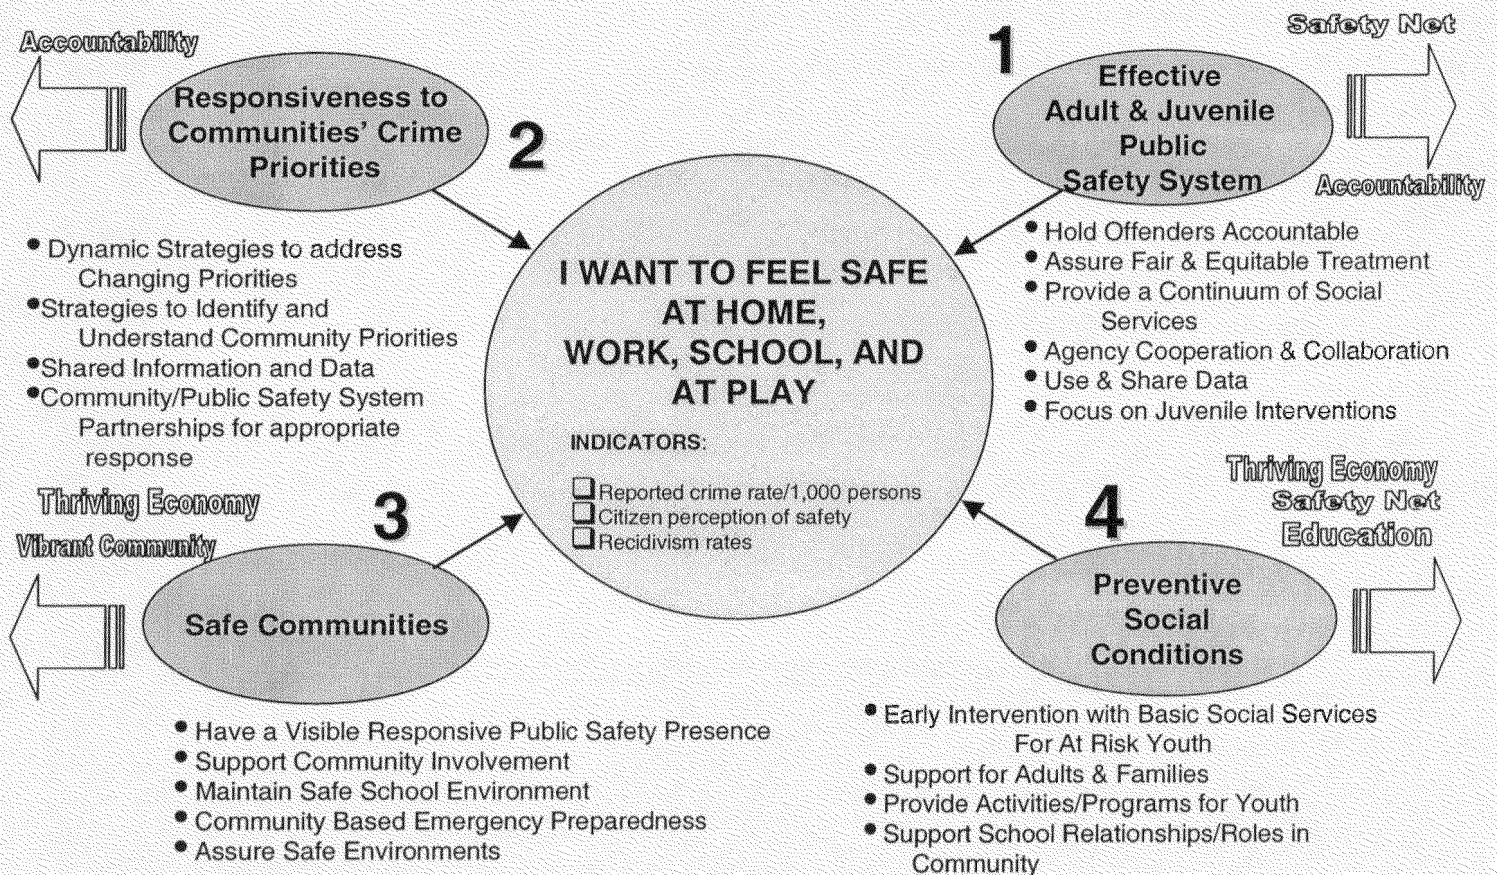 Accountability
Responsiveness to
Communities' Crime
Priorities
2
Dynamic Strategies to address
Changing Priorities
Strategies to Identify and
Understand Community Priorities
Shared Information and Data
Community/Public Safety System
Partnerships for appropriate
response
1
Safety Net
Effective
Adult & Juvenile
Public
Safety System
Accountability
Hold Offenders Accountable
Assure Fair & Equitable Treatment
Provide a Continuum of Social
Services
Agency Cooperation & Collaboration
Use & Share Data
Focus on Juvenile Interventions
I WANT TO FEEL SAFE
AT HOME,
WORK, SCHOOL, AND
AT PLAY
INDICATORS:
Reported crime rate/1,000 persons
Citizen perception of safety
Recidivism rates
Thriving Economy
Vibrant Community
3
Safe Communities
Have a Visible Responsive Public Safety Presence
Support Community Involvement
Maintain Safe School Environment
Community Based Emergency Preparedness
Assure Safe Environments
Thriving Economy
Safety Net
Education
4
Preventive
Social
Conditions
Early Intervention with Basic Social Services
For At Risk Youth
Support for Adults & Families
Provide Activities/Programs for Youth
Support School Relationships/Roles in
Community